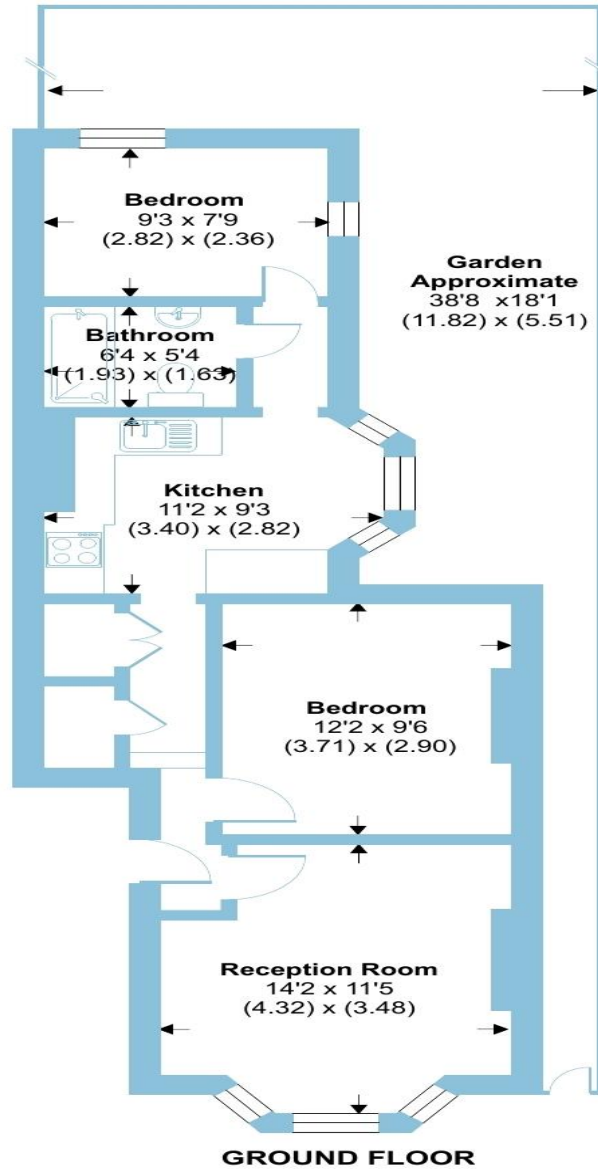 Bedroom
9'3 x 7'9
(2.82) x (2.36)
Garden
Approximate
38'8 x18'1
(11.82) x (5.51)
Bathroom
6'4 x 5'4
(1.93) x (1.63)
Kitchen
11'2 x 9'3
(3.40) x (2.82)
Bedroom
12'2 x 9'6
(3.71) x (2.90)
Reception Room
14'2 x 11'5
(4.32) x (3.48)
GROUND FLOOR